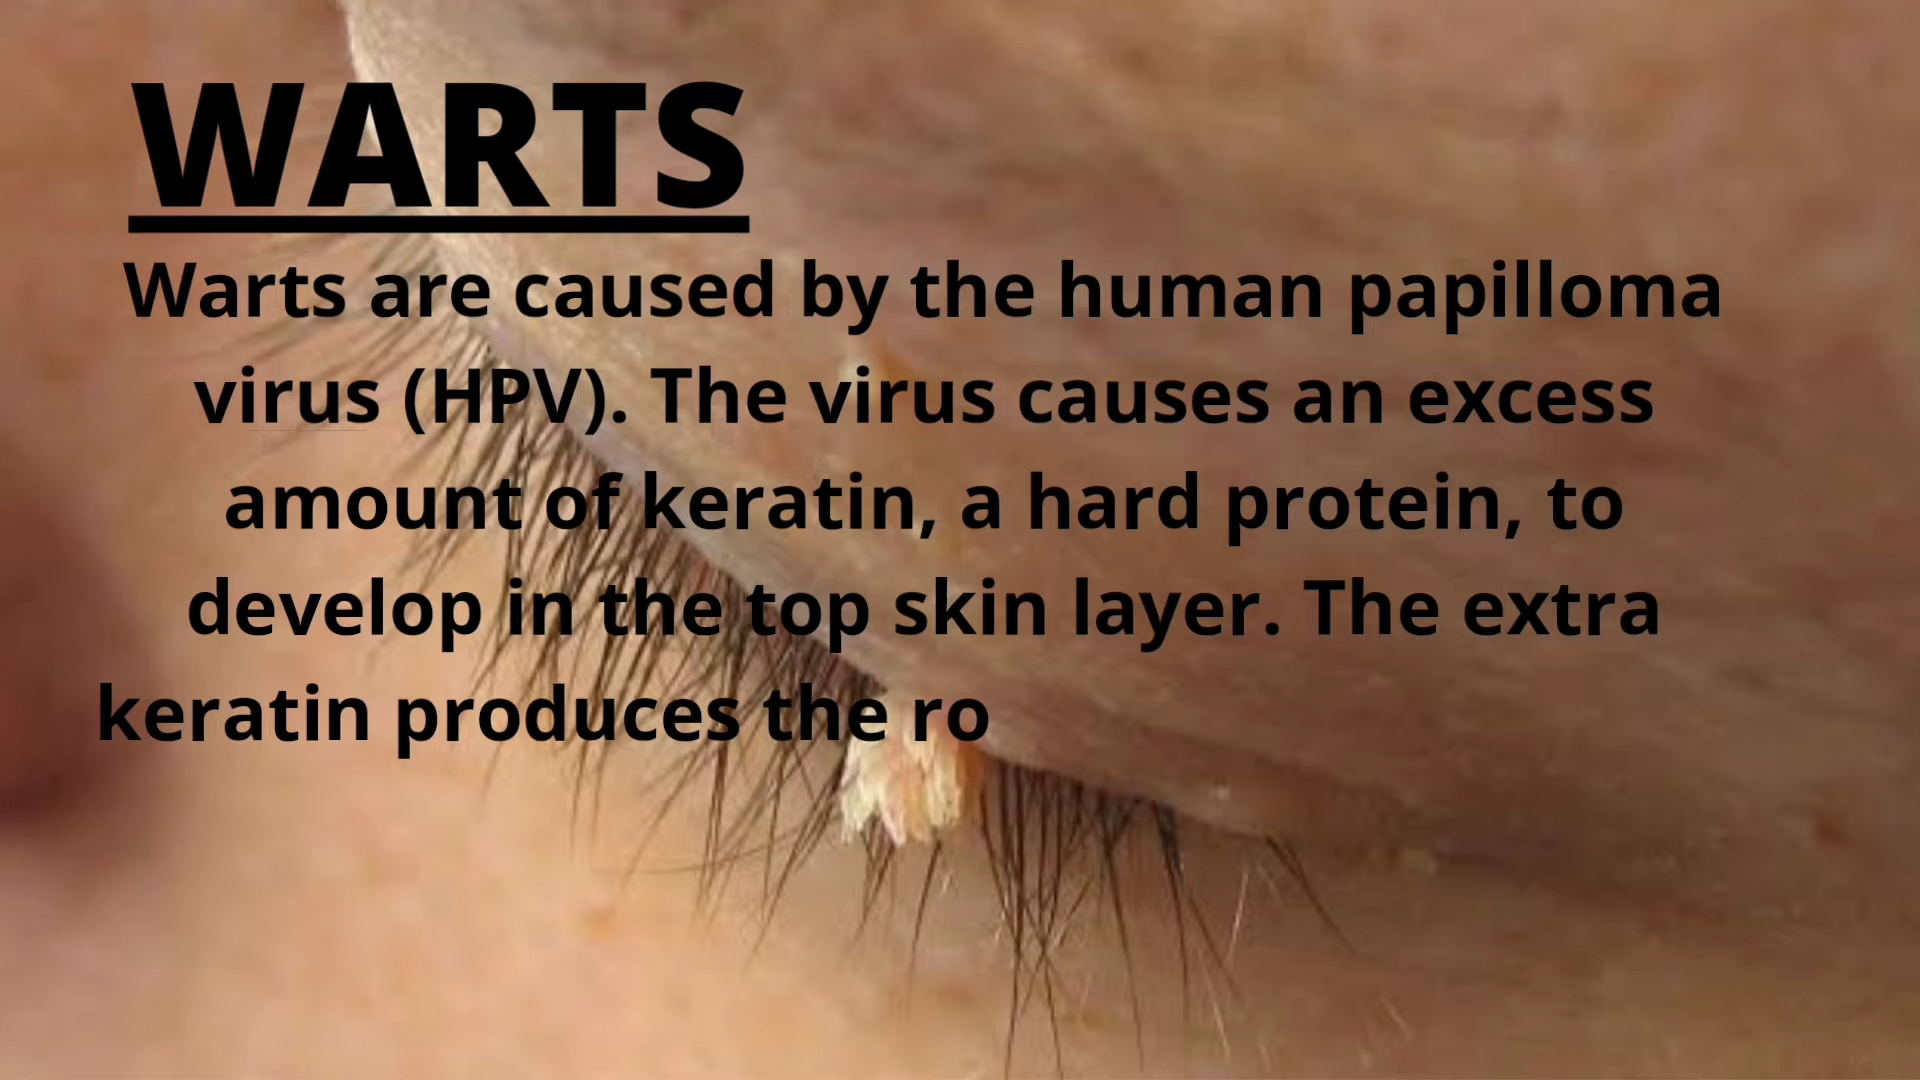 WARTS
Warts are caused by the human papilloma
virus (HPV). The virus causes an excess
amount of keratin, a hard protein, to
develop in the top skin layer. The extra
keratin produces the ro